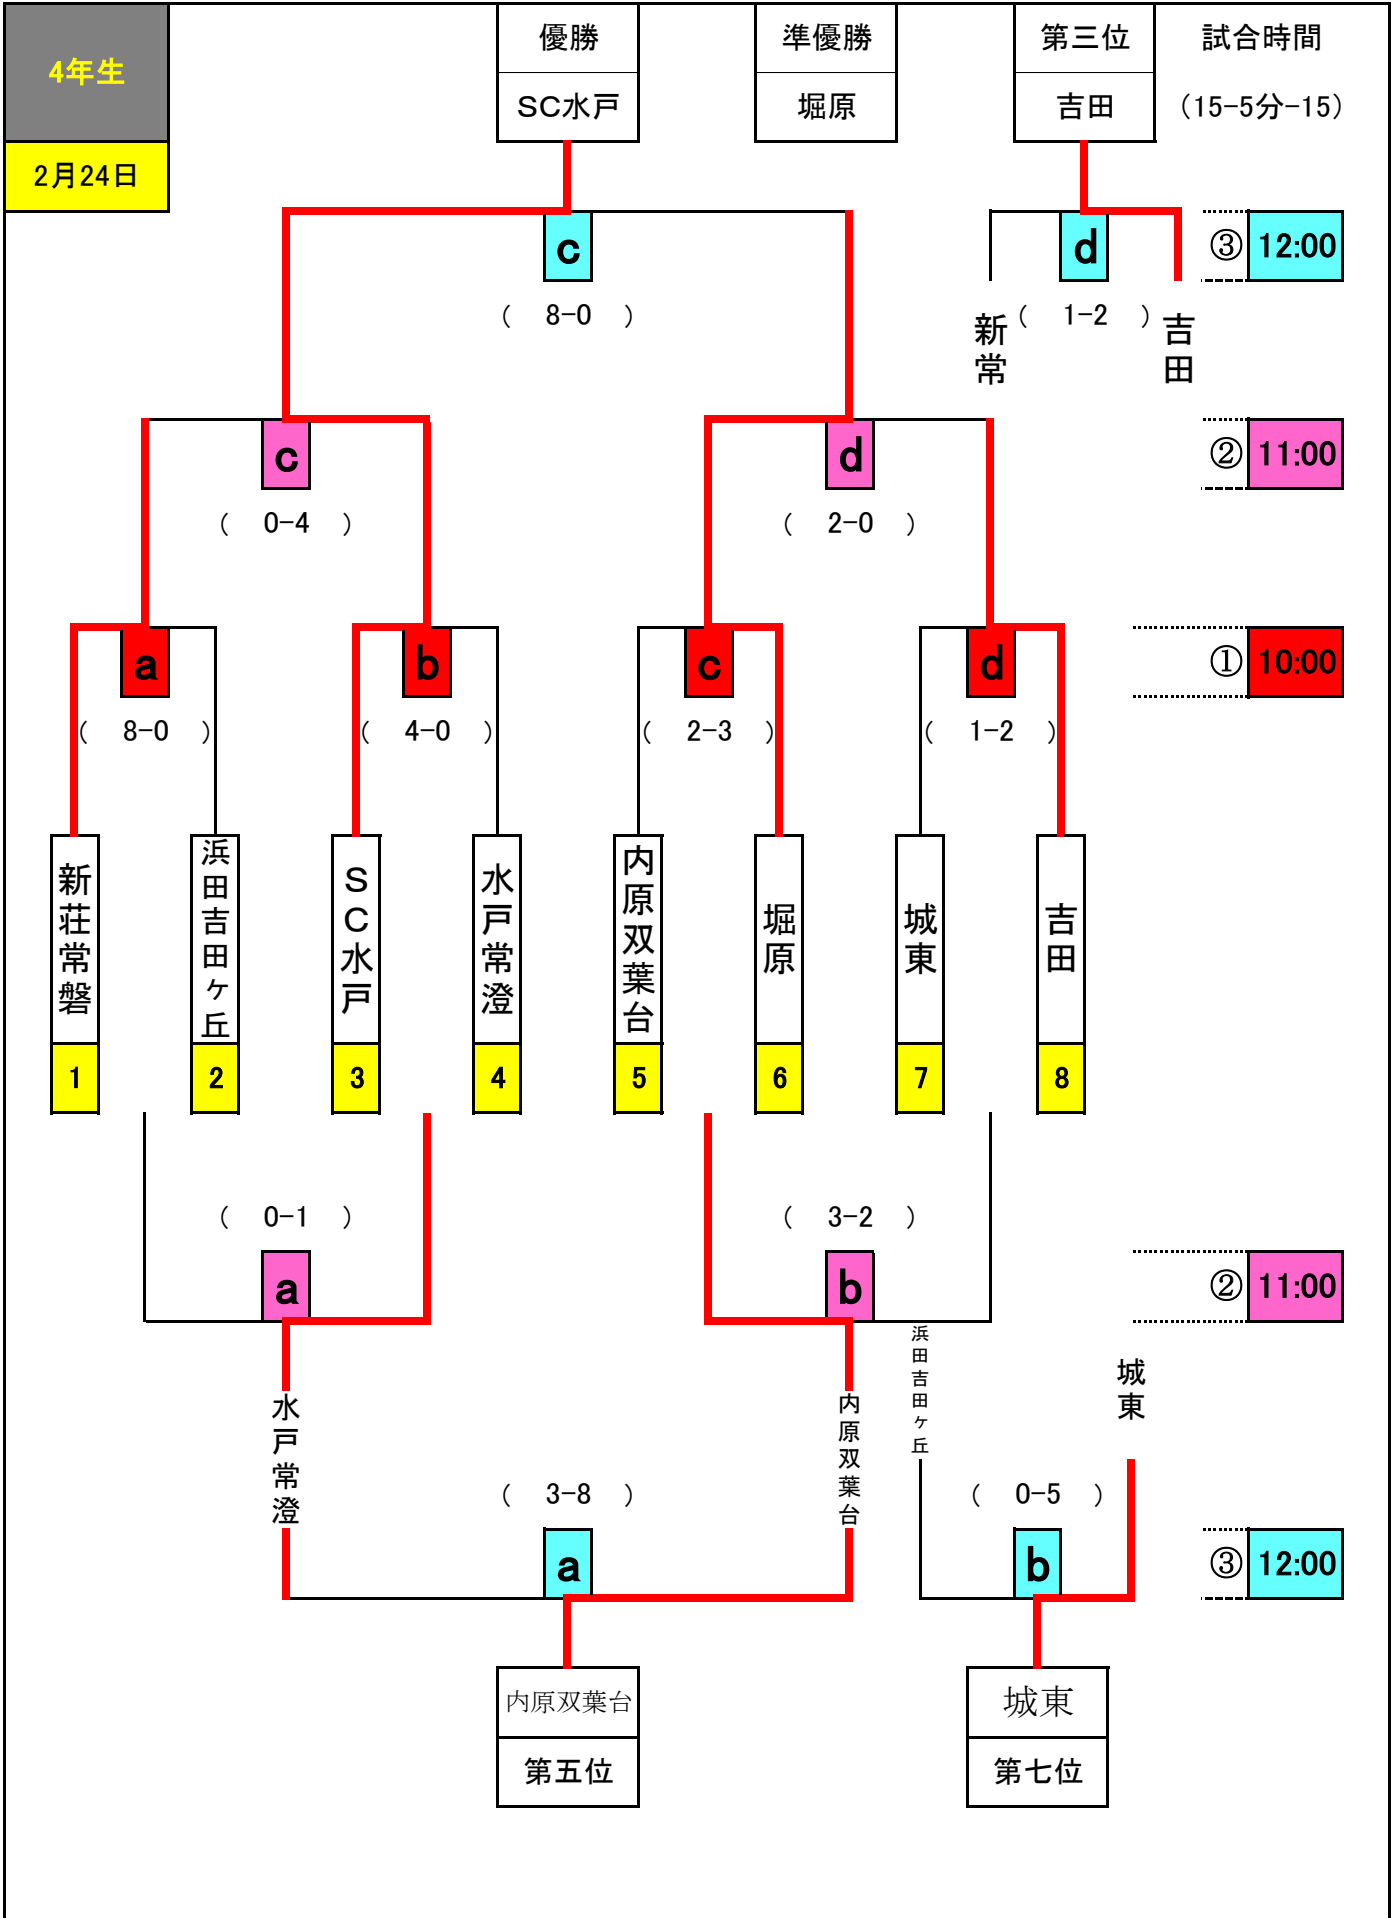 4年生
優勝
準優勝
第三位
試合時間
SC水戸
堀原
吉田
(15-5分-15)
2月24日
c
d
③
12:00
( 8-0 )
( 1-2 )
新常
吉田
c
d
②
11:00
( 0-4 )
( 2-0 )
a
b
c
d
①
10:00
( 8-0 )
( 4-0 )
( 2-3 )
( 1-2 )
新荘常磐
浜田吉田ヶ丘
SC水戸
水戸常澄
内原双葉台
堀原
城東
吉田
1
2
3
4
5
6
7
8
( 0-1 )
( 3-2 )
a
b
②
11:00
水戸常澄
内原双葉台
浜田吉田ヶ丘
城東
( 3-8 )
( 0-5 )
a
b
③
12:00
内原双葉台
城東
第五位
第七位